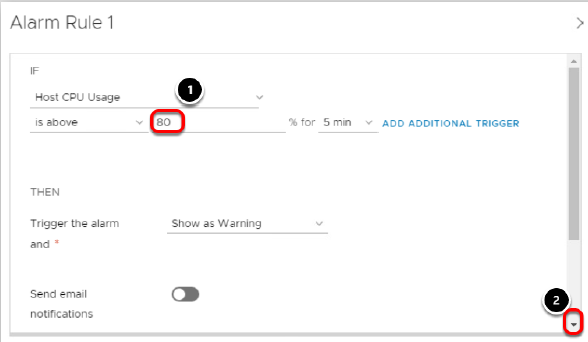 Alarm Rule 1
IF
1
Host CPU Usage
is above 80 % for 5 min ADD ADDITIONAL TRIGGER
THEN
Trigger the alarm Show as Warning
and *
Send email
notifications
2